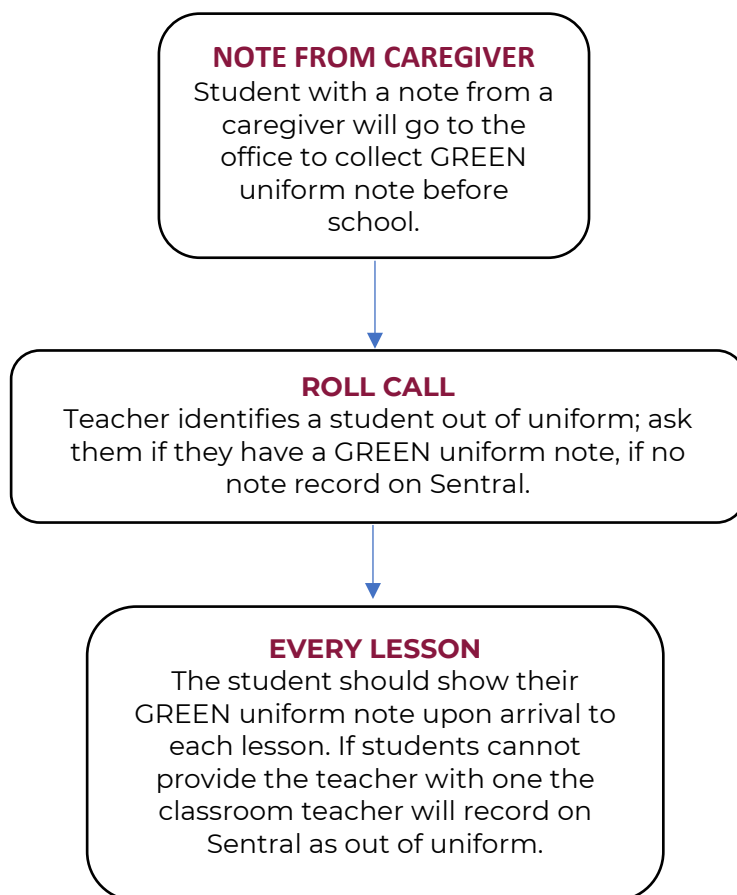 NOTE FROM CAREGIVER
Student with a note from a
caregiver will go to the
office to collect GREEN
uniform note before
school.
ROLL CALL
Teacher identifies a student out of uniform; ask
them if they have a GREEN uniform note, if no
note record on Sentral.
EVERY LESSON
The student should show their
GREEN uniform note upon arrival to
each lesson. If students cannot
provide the teacher with one the
classroom teacher will record on
Sentral as out of uniform.